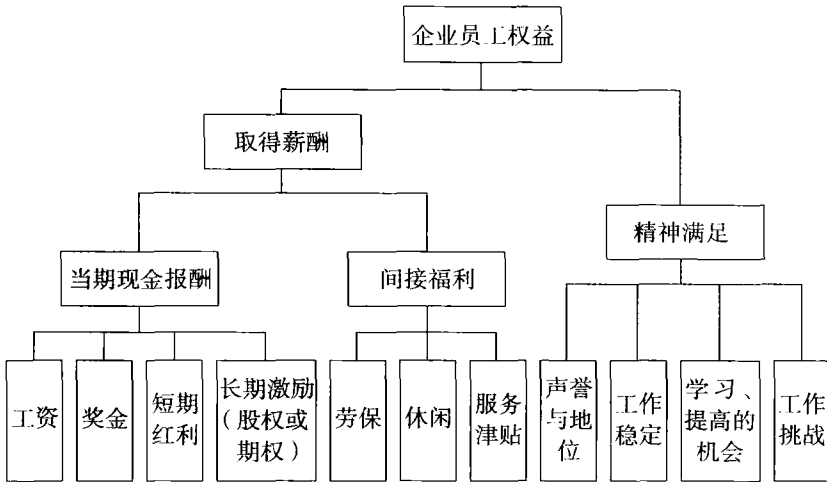 企业员工权益
取得薪酬
精神满足
当期现金报酬
间接福利
工资
奖金
短期
红利
长期激励
（股权或
期权）
劳保
休闲
服务
津贴
声誉
与地
位
工作
稳定
学习、
提高的
机会
工作
挑战